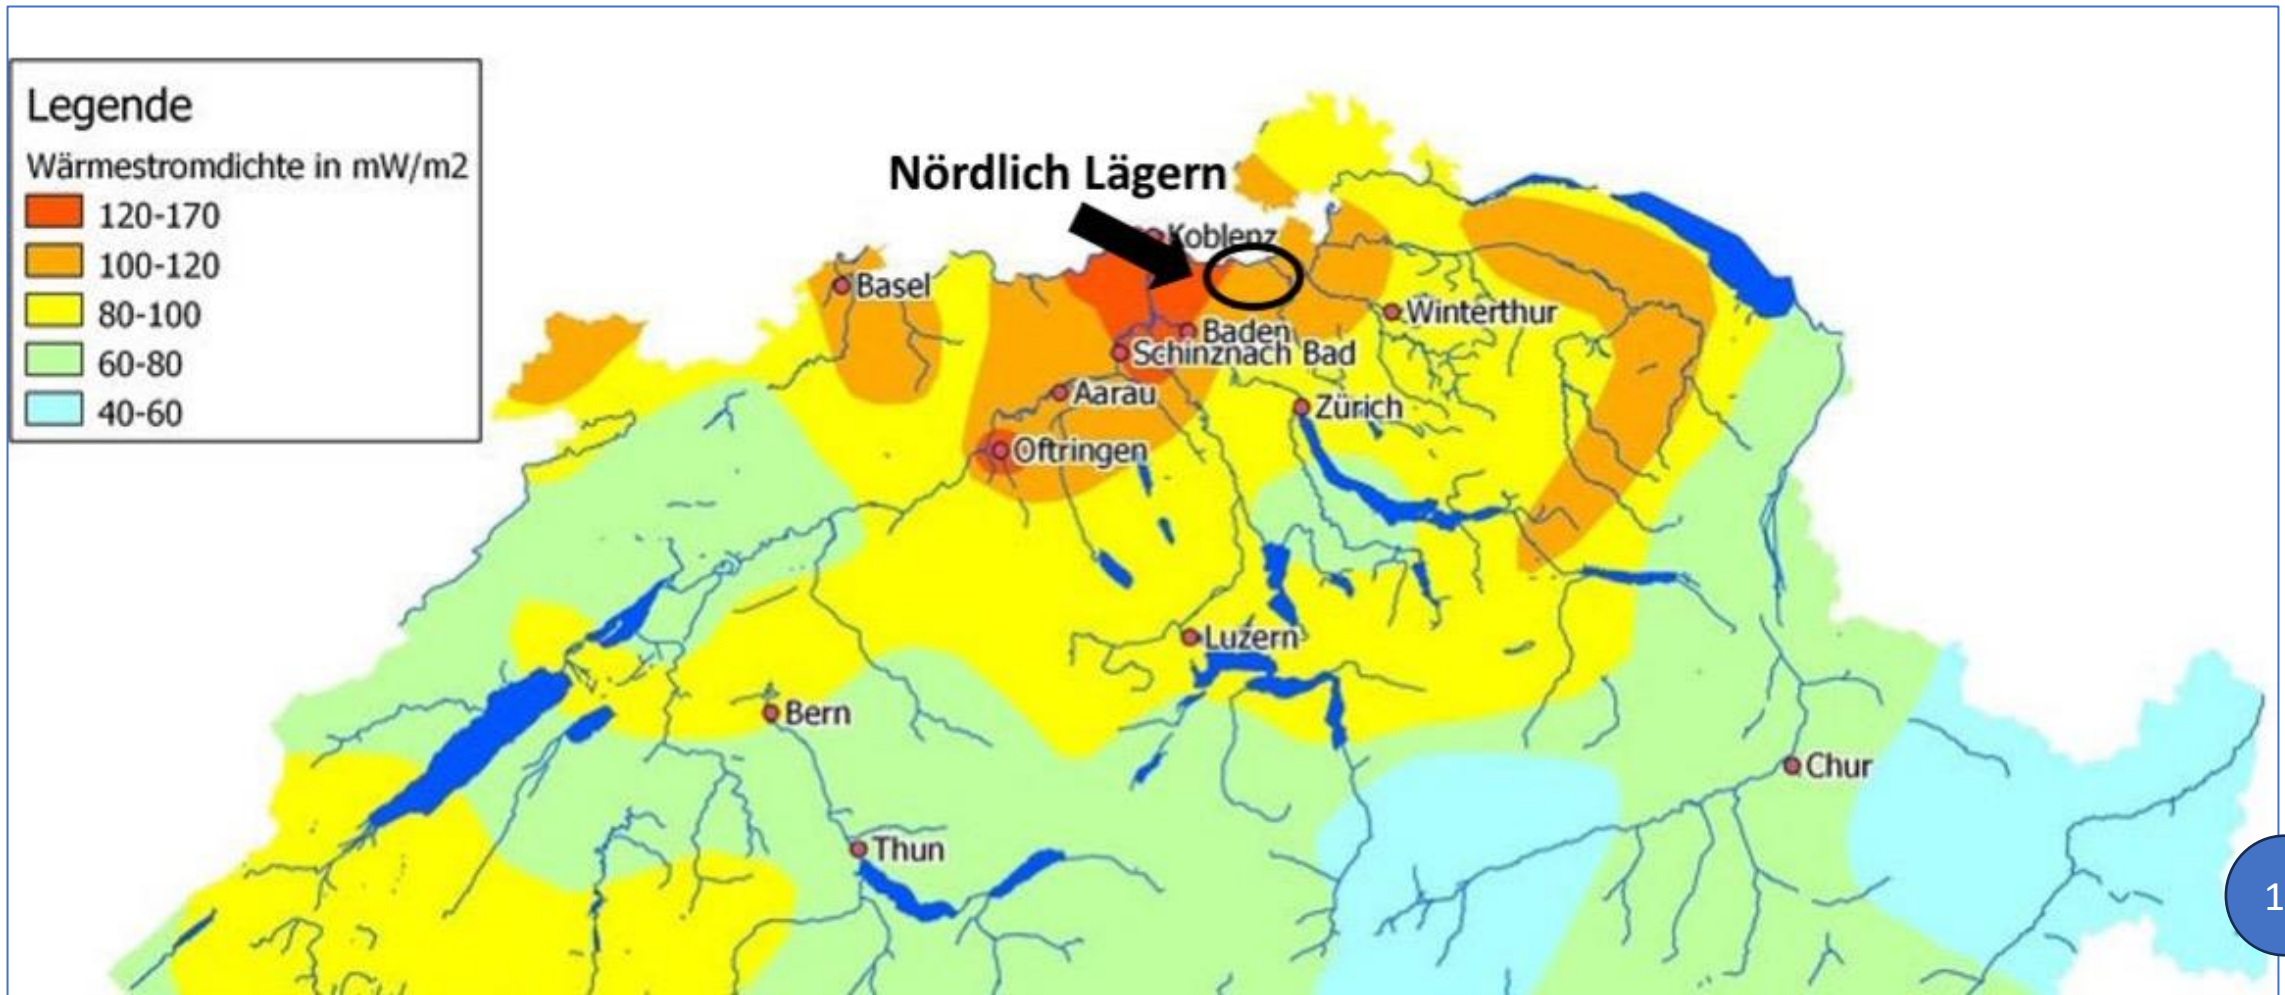 Legende
Wärmestromdichte in mW/m2
120-170
100-120
80-100
60-80
40-60
Nördlich Lägern
Koblenz
Basel
Winterthur
Baden
Schinznach Bad
Aarau
Zürich
Oftringen
Luzern
Bern
Chur
Thun
1